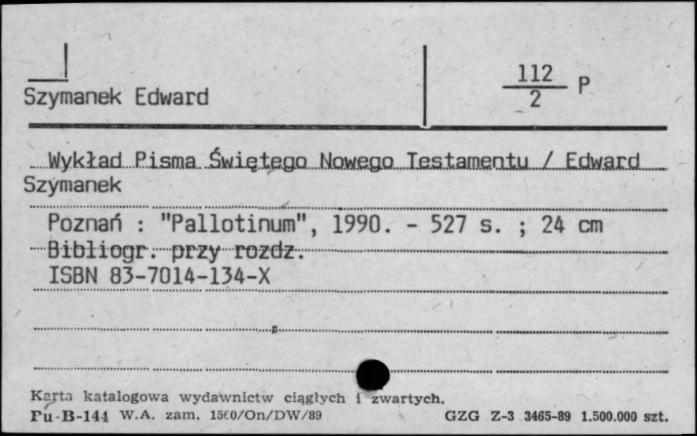 112
2 P
Szymanek Edward
Wykład Pisma Świętego Nowego Testamentu / Edward
Szymanek
Poznań : "Pallotinum", 1990. - 527 s. ; 24 cm
Bibliogr. przy rozdz.
ISBN 83-7014-134-X
Karta katalogowa wydawnictw ciągłych i zwartych.
Pu-B-144 W.A. zam. 1560/On/DW/89 GZG Z-3 3465-89 1.500.000 szt.